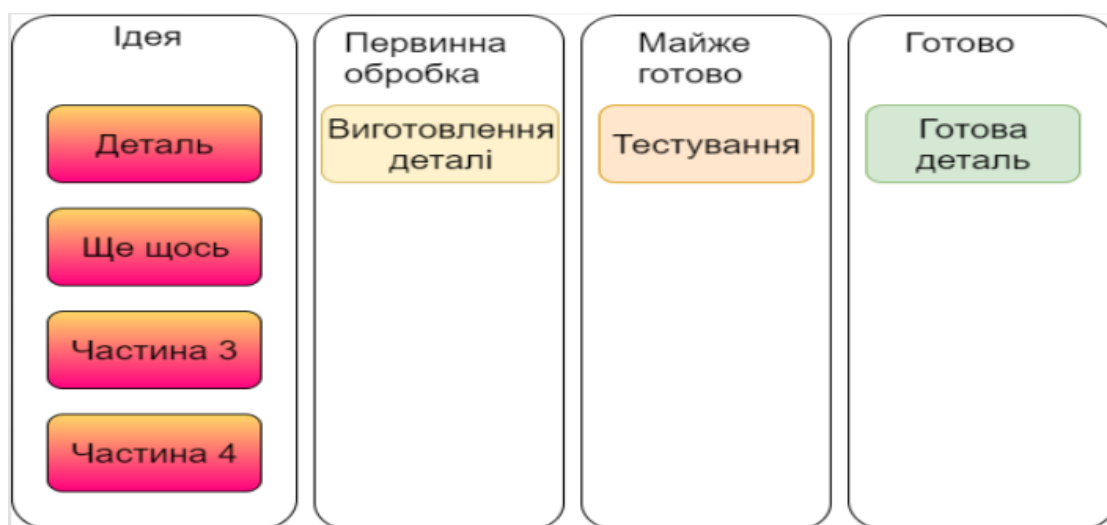 Ідея
Деталь
Ще щось
Частина 3
Частина 4
Первинна
обробка
Виготовлення
деталі
Майже
готово
Тестування
Готово
Готова
деталь